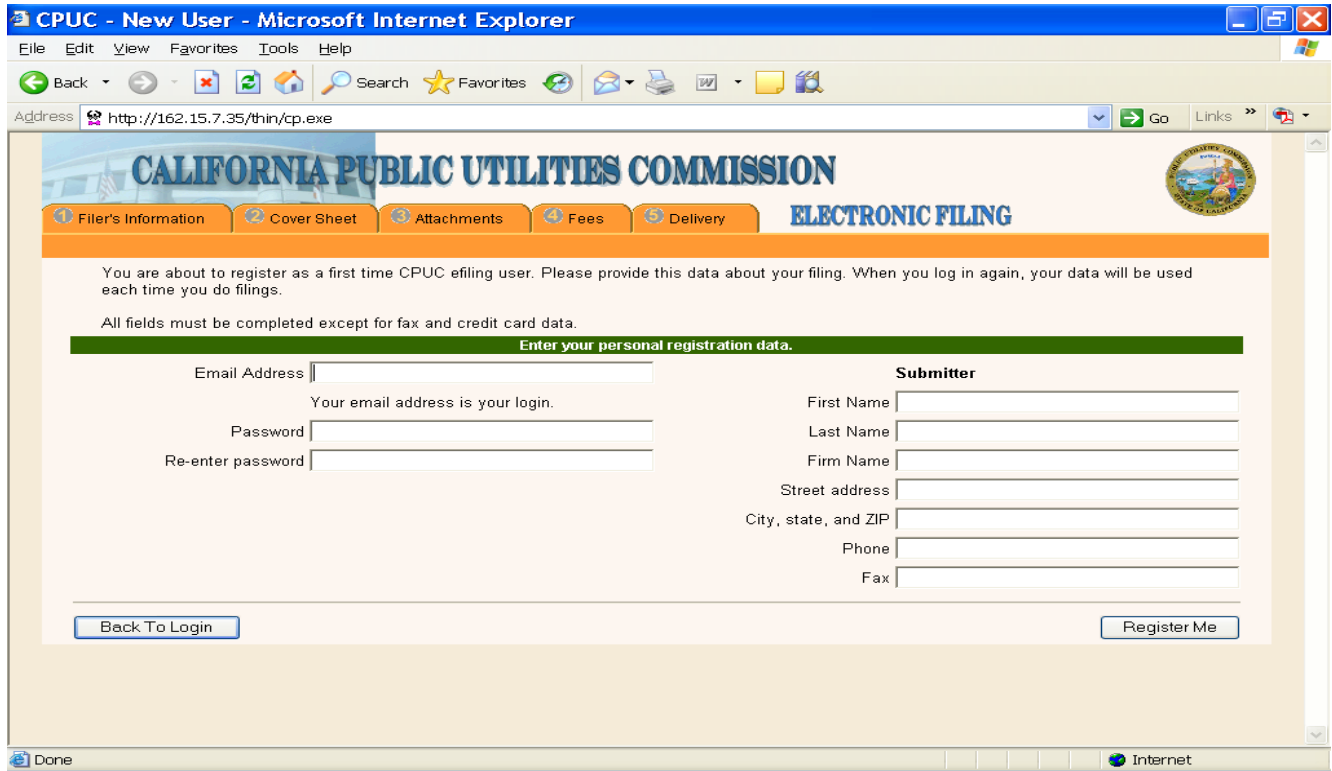 CPUC - New User - Microsoft Internet Explorer
File Edit View Favorites Tools Help
Back Search Favorites
Address http://162.15.7.35/thin/cp.exe Go Links »
CALIFORNIA PUBLIC UTILITIES COMMISSION
1 Filer's Information 2 Cover Sheet 3 Attachments 4 Fees 5 Delivery ELECTRONIC FILING
You are about to register as a first time CPUC efiling user. Please provide this data about your filing. When you log in again, your data will be used
each time you do filings.
All fields must be completed except for fax and credit card data.
Enter your personal registration data.
Email Address
Your email address is your login.
Password
Re-enter password
Submitter
First Name
Last Name
Firm Name
Street address
City, state, and ZIP
Phone
Fax
Back To Login Register Me
Done Internet